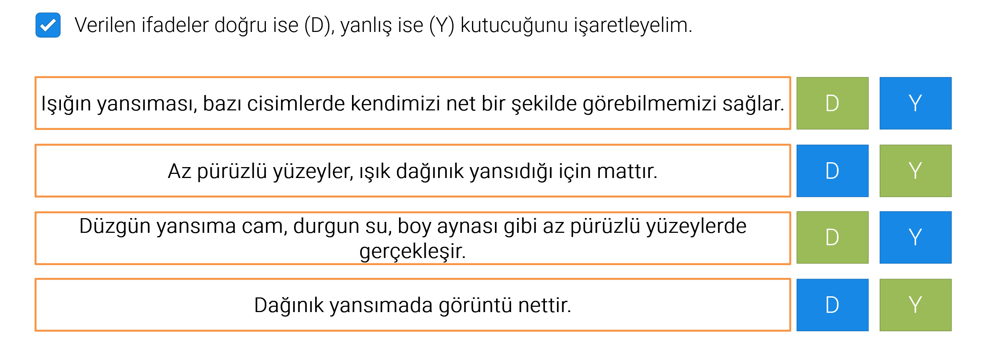 Verilen ifadeler doğru ise (D), yanlış ise (Y) kutucuğunu işaretleyelim.
Işığın yansıması, bazı cisimlerde kendimizi net bir şekilde görebilmemizi sağlar. D Y
Az pürüzlü yüzeyler, ışık dağınık yansıdığı için mattır. D Y
Düzgün yansıma cam, durgun su, boy aynası gibi az pürüzlü yüzeylerde
gerçekleşir. D Y
Dağınık yansımada görüntü nettir. D Y